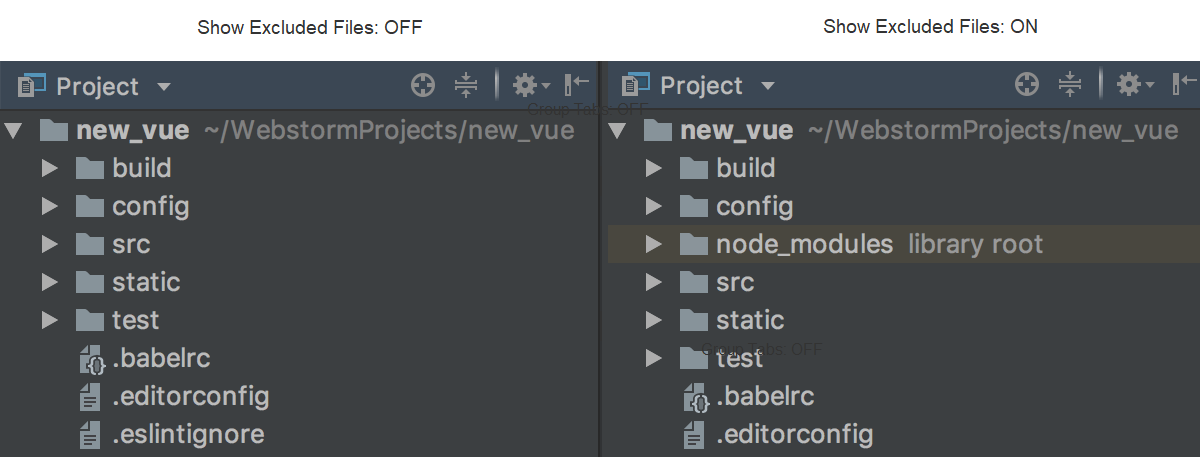 Show Excluded Files: OFF
Show Excluded Files: ON
Project
Group Tabs OFF
new_vue ~/WebstormProjects/new_vue
build
config
src
static
test
.babelrc
.editorconfig
.eslintignore
Project
new_vue ~/WebstormProjects/new_vue
build
config
node_modules library root
src
static
Group Tabs OFF
test
.babelrc
.editorconfig